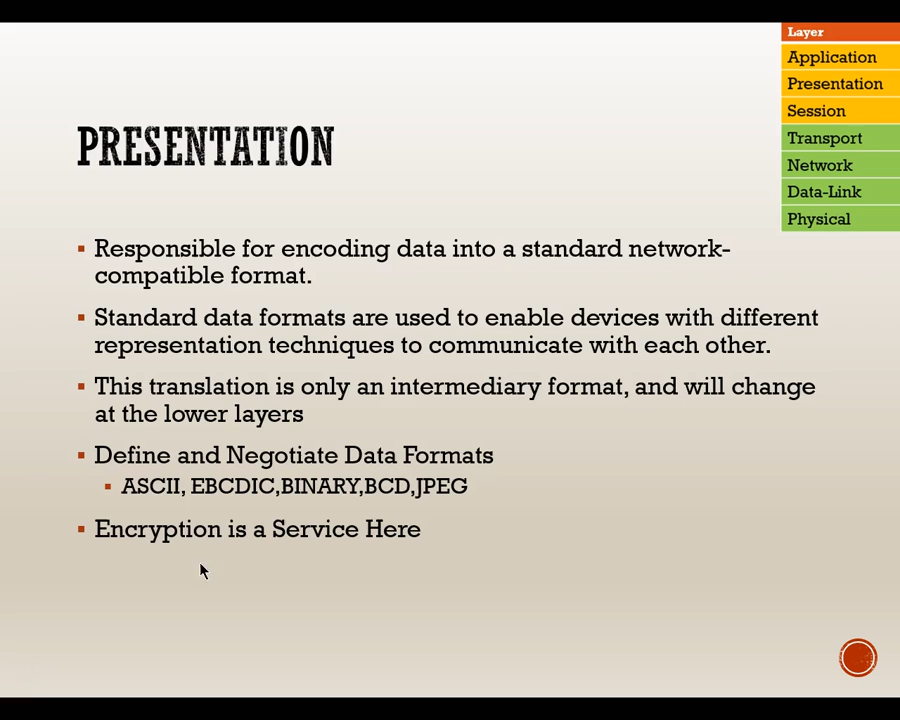 Layer
Application
Presentation
Session
Transport
Network
Data-Link
Physical
PRESENTATION
Responsible for encoding data into a standard network-
compatible format.
Standard data formats are used to enable devices with different
representation techniques to communicate with each other.
This translation is only an intermediary format, and will change
at the lower layers
Define and Negotiate Data Formats
ASCII, EBCDIC,BINARY,BCD,JPEG
Encryption is a Service Here